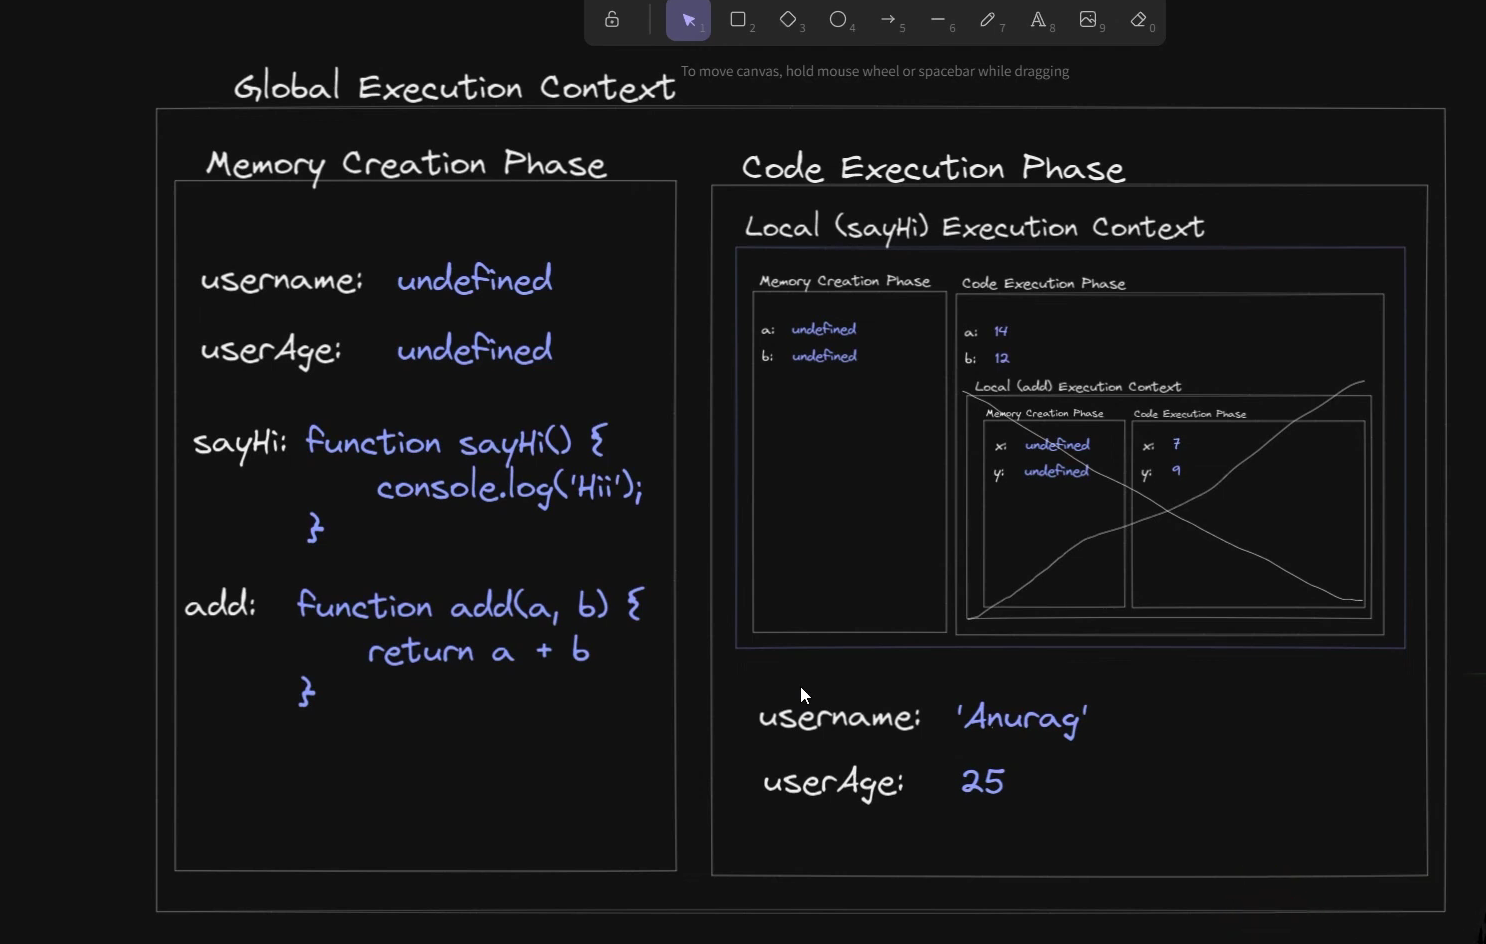 1
2
3
4
5
6
7
8
9
0
To move canvas, hold mouse wheel or spacebar while dragging
Global Execution Context
Memory Creation Phase
username: undefined
userAge: undefined
sayHi: function sayHi() {
console.log('Hii');
}
add: function add(a, b) {
return a + b
}
Code Execution Phase
Local (sayHi) Execution Context
Memory Creation Phase
a: undefined
b: undefined
Code Execution Phase
a: 14
b: 12
Local (add) Execution Context
Memory Creation Phase
x: undefined
y: undefined
Code Execution Phase
x: 7
y: 9
username: 'Anurag'
userAge: 25